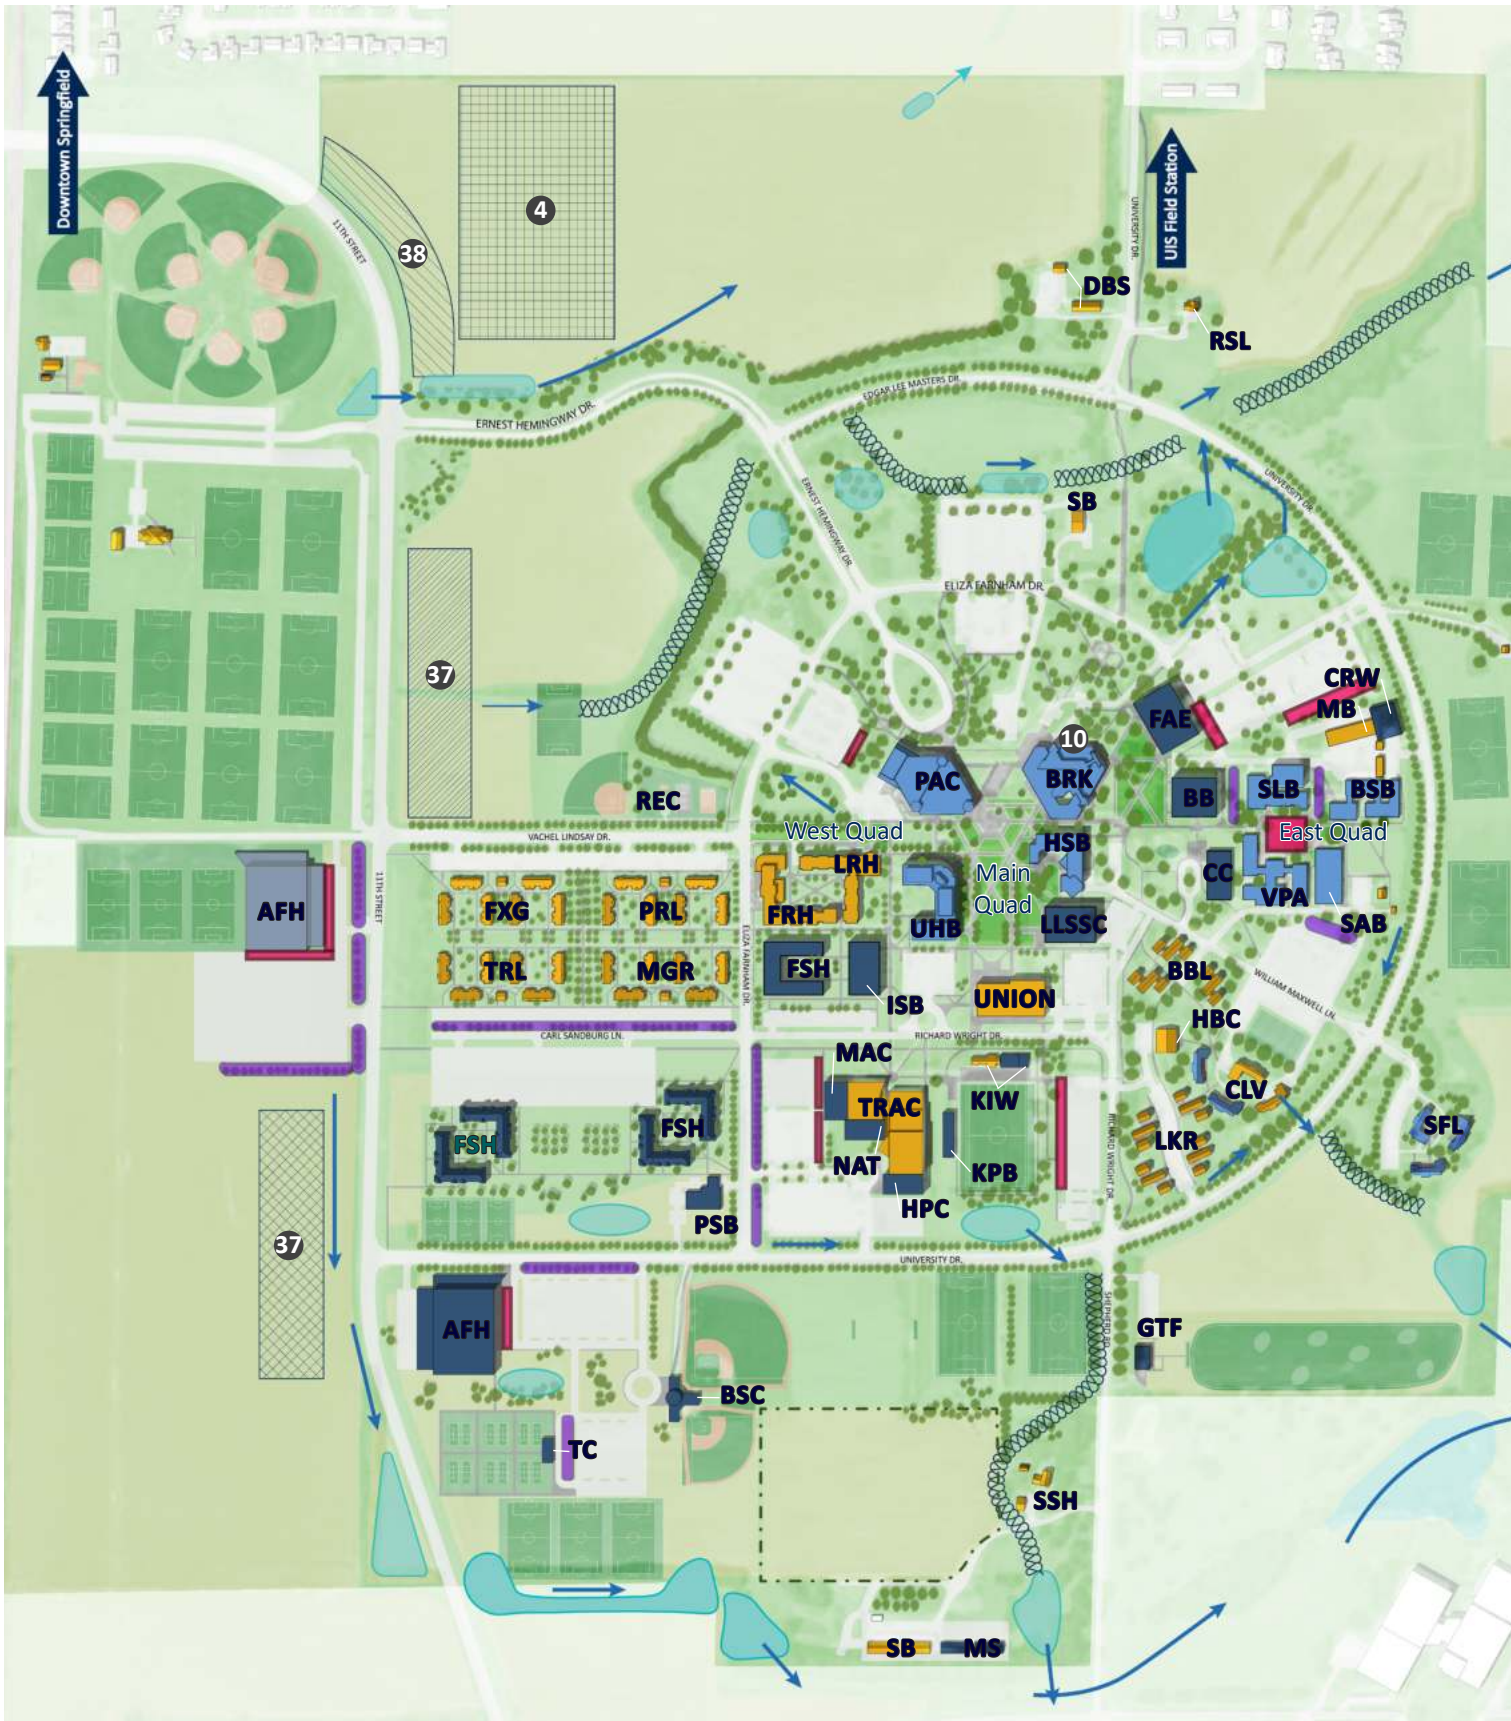 Downtown Springfield
4
38
11TH STREET
UNIVERSITY DR.
UIS Field Station
DBS
RSL
EDGAR LEE MASTERS DR.
ERNEST HEMINGWAY DR.
ERNEST HEMINGWAY DR.
SB
UNIVERSITY DR.
ELIZA FARNHAM DR.
37
CRW
MB
FAE
10
PAC
BRK
BB
SLB
BSB
REC
VACHEL LINDSAY DR.
West Quad
HSB
East Quad
LRH
Main
Quad
CC
VPA
AFH
11TH STREET
FXG
PRL
FRH
UHB
LLSSC
SAB
ELIZA FARNHAM DR.
TRL
MGR
FSH
ISB
UNION
BBL
WILLIAM MAXWELL LN.
HBC
CARL SANDBURG LN.
RICHARD WRIGHT DR.
MAC
KIW
CLV
TRAC
FSH
FSH
NAT
KPB
RICHARD WRIGHT DR.
LKR
SFL
HPC
PSB
37
UNIVERSITY DR.
SHEPHERD RD.
AFH
GTF
BSC
TC
SSH
SB
MS